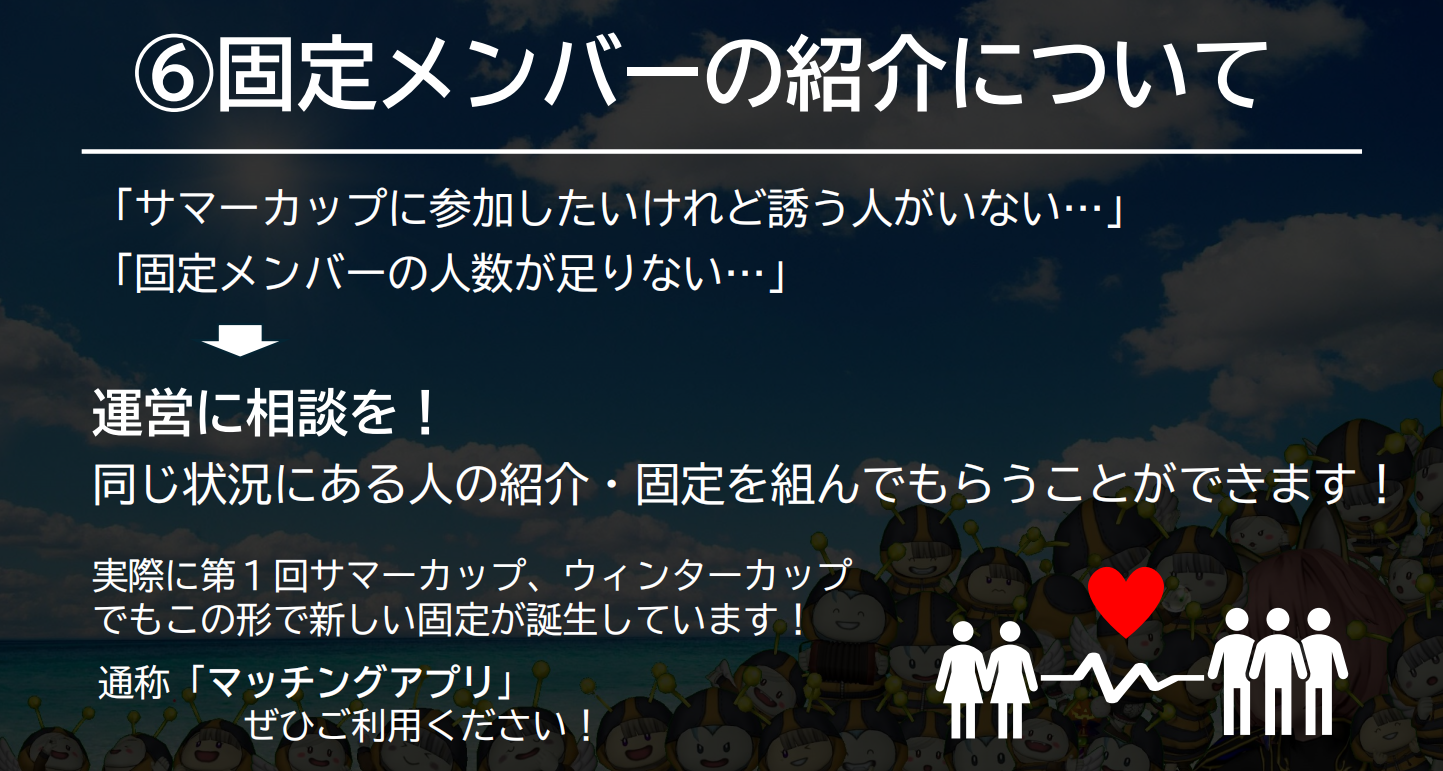 ⑥固定メンバーの紹介について
「サマーカップに参加したいけれど誘う人がいない…」
「固定メンバーの人数が足りない…」
運営に相談を！
同じ状況にある人の紹介・固定を組んでもらうことができます！
実際に第１回サマーカップ、ウィンターカップ
でもこの形で新しい固定が誕生しています！
通称「マッチングアプリ」
ぜひご利用ください！